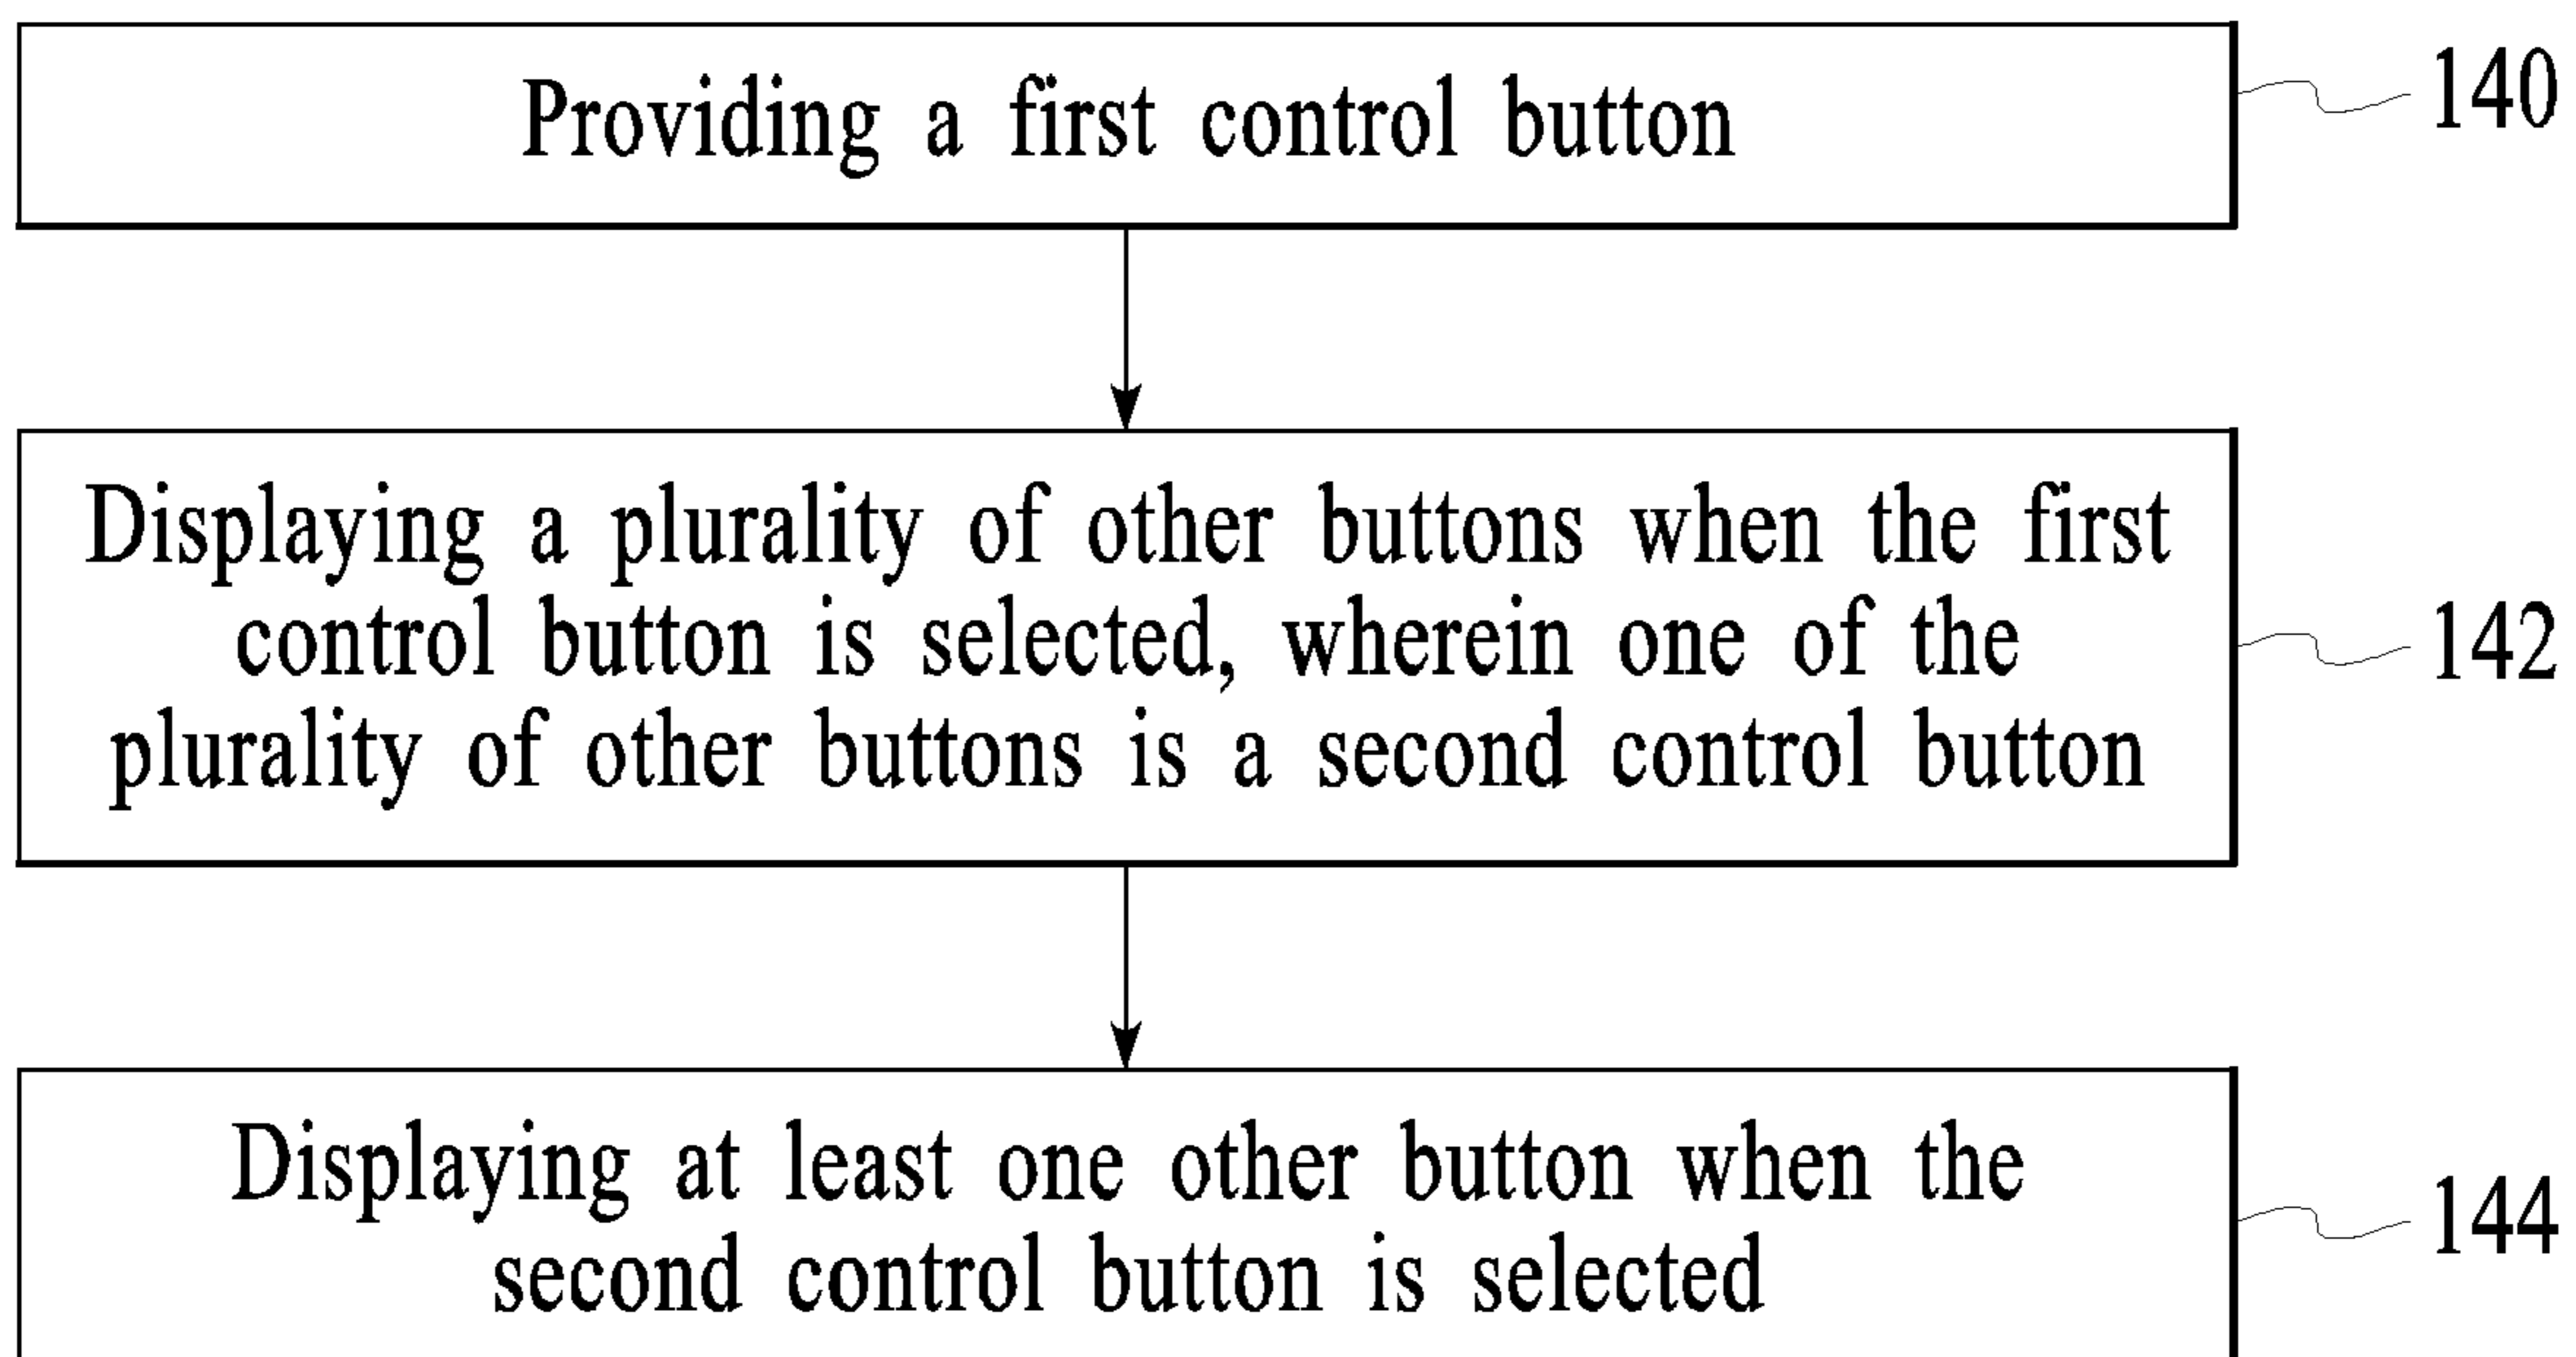 Providing a first control button
140
Displaying a plurality of other buttons when the first
control button is selected, wherein one of the
plurality of other buttons is a second control button
142
Displaying at least one other button when the
second control button is selected
144